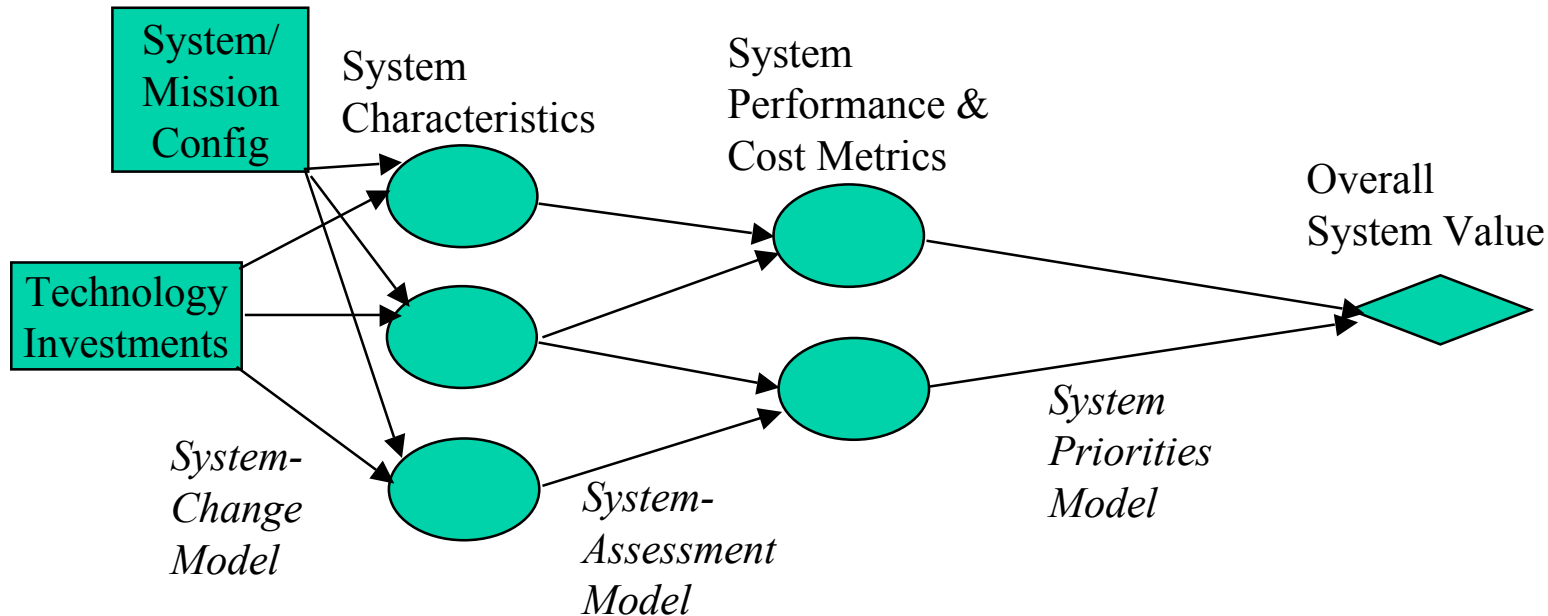 System/
Mission
Config
System
Characteristics
System
Performance &
Cost Metrics
Overall
System Value
Technology
Investments
System-
Change
Model
System-
Assessment
Model
System
Priorities
Model